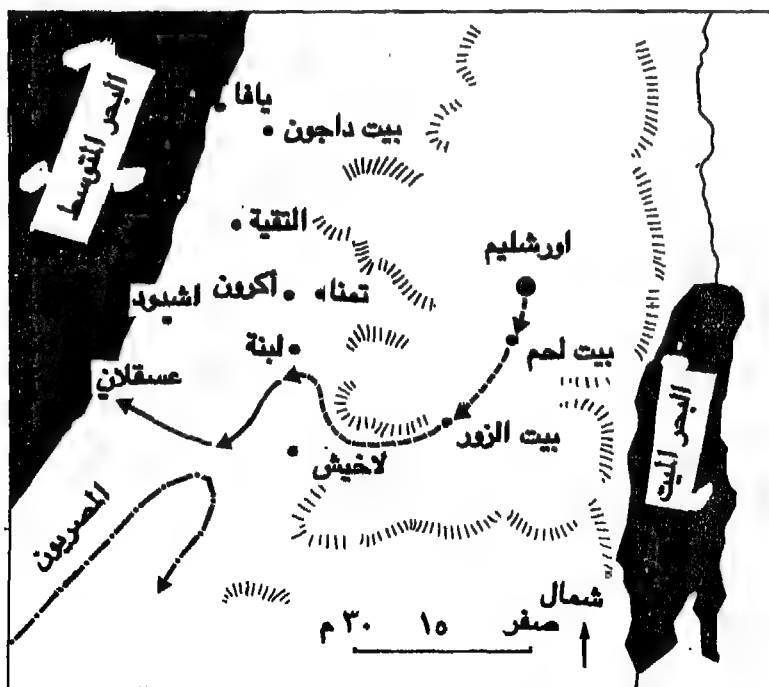 البحر المتوسط
يافا
بيت داجون
التقية
اورشليم
تمنا
أكرون
اشدود
بيت لحم
لبنة
عسقلان
بيت الزور
لاخيش
البحر الميت
المصريون
شمال
صفر ١٥ ٣٠ م